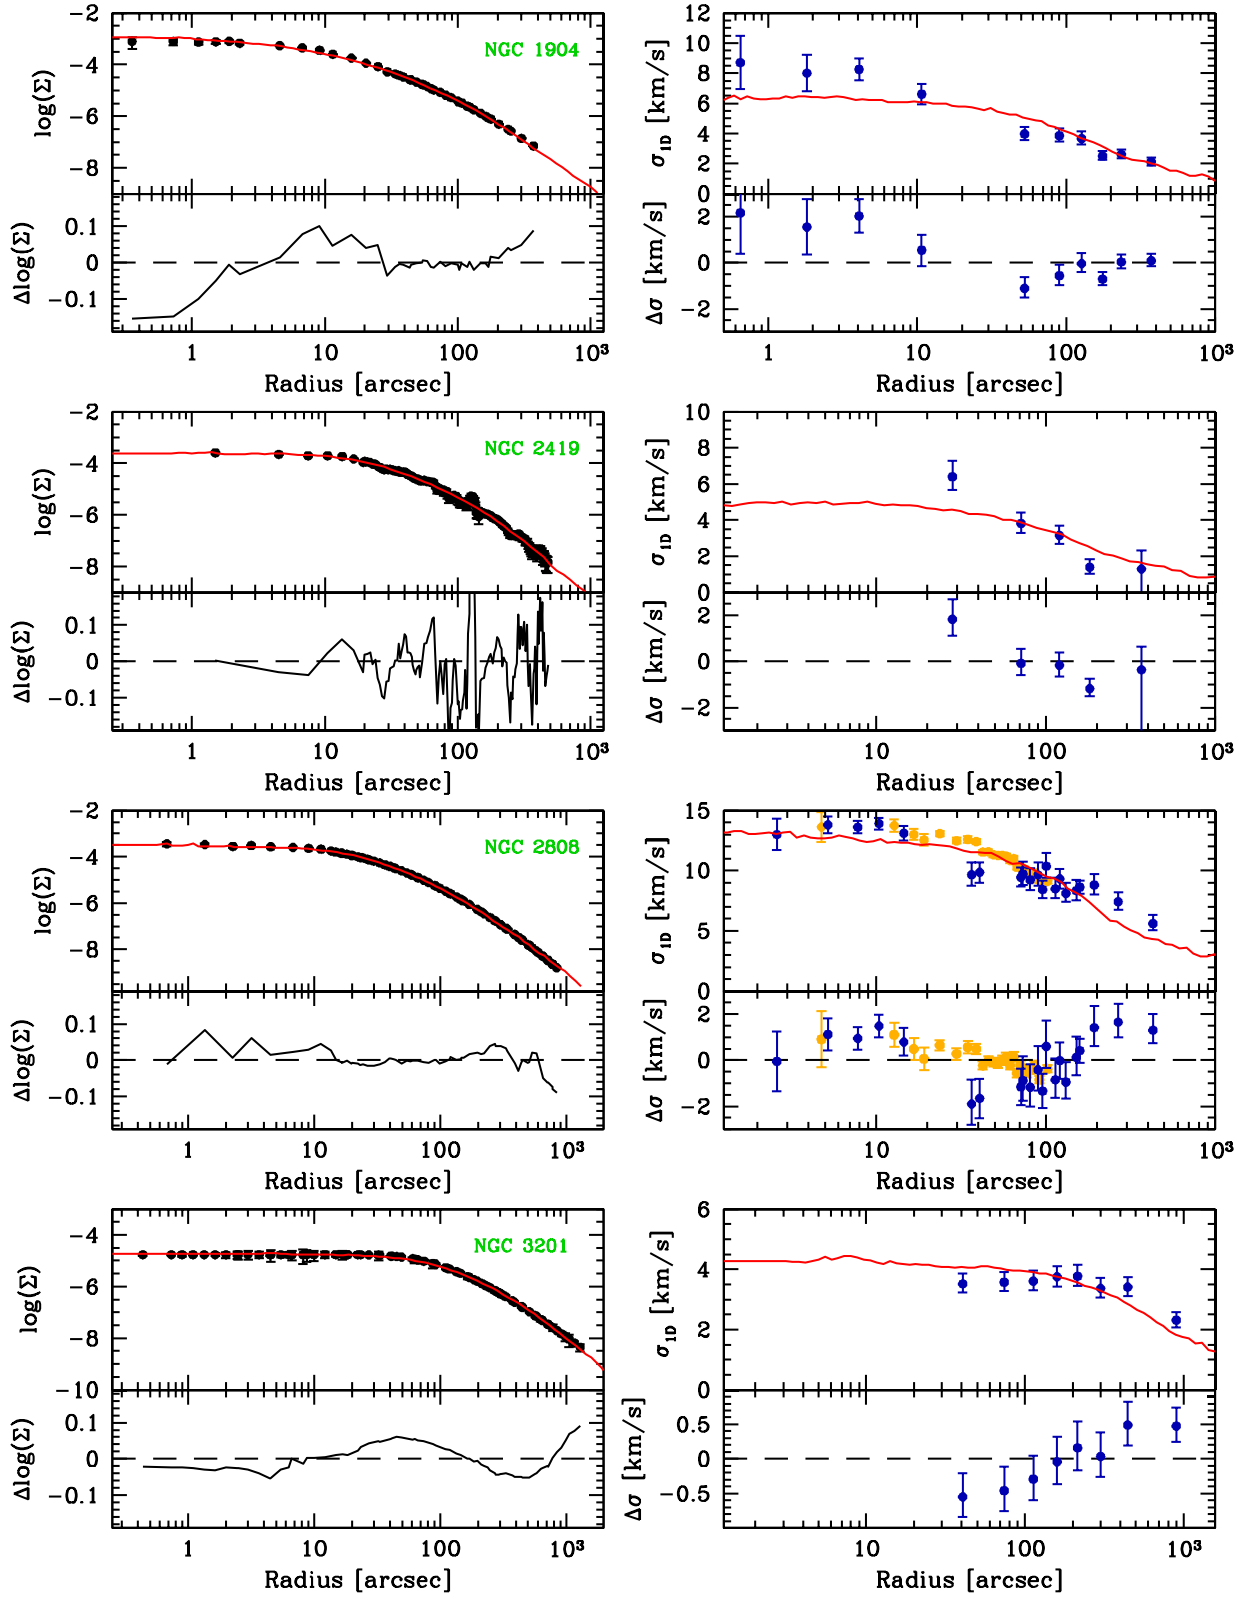 −2
−4
−6
−8
log(Σ)
NGC 1904
0.1
0
−0.1
Δlog(Σ)
1 10 100 10³
Radius [arcsec]
12
10
8
6
4
2
0
σ1D [km/s]
2
0
−2
Δσ [km/s]
1 10 100 10³
Radius [arcsec]
−2
−4
−6
−8
log(Σ)
NGC 2419
0.1
0
−0.1
Δlog(Σ)
1 10 100 10³
Radius [arcsec]
10
8
6
4
2
0
σ1D [km/s]
2
0
−2
Δσ [km/s]
10 100 10³
Radius [arcsec]
−2
−4
−6
−8
log(Σ)
NGC 2808
0.1
0
−0.1
Δlog(Σ)
1 10 100 10³
Radius [arcsec]
15
10
5
0
σ1D [km/s]
2
0
−2
Δσ [km/s]
10 100 10³
Radius [arcsec]
−4
−6
−8
−10
log(Σ)
NGC 3201
0.1
0
−0.1
Δlog(Σ)
1 10 100 10³
Radius [arcsec]
6
4
2
0
σ1D [km/s]
0.5
0
−0.5
Δσ [km/s]
10 100 10³
Radius [arcsec]